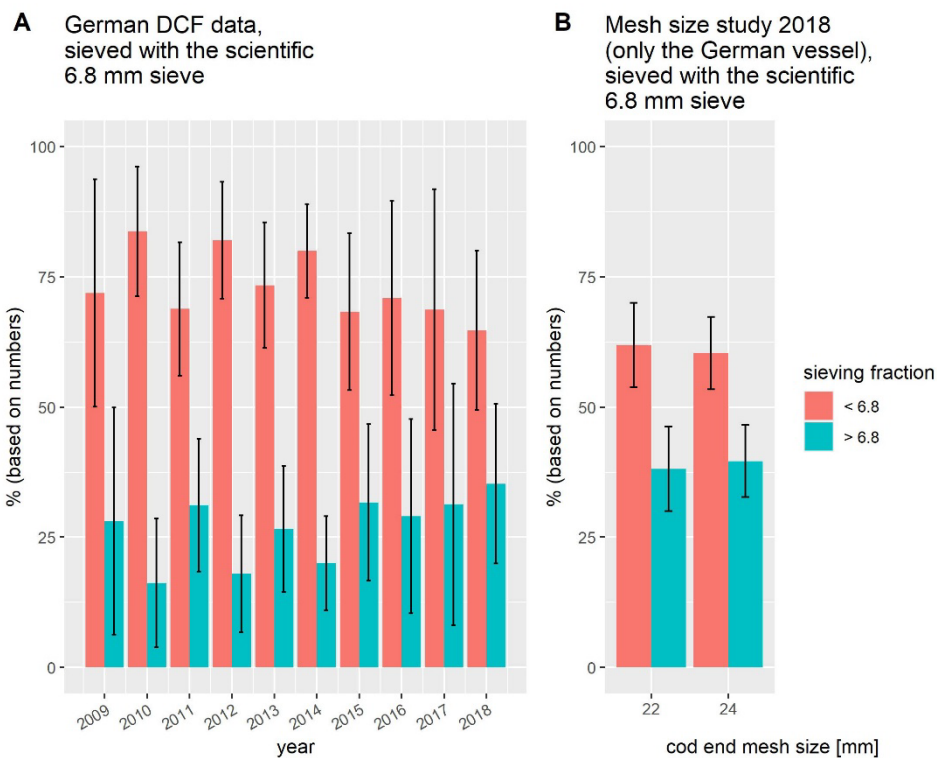 A
German DCF data,
sieved with the scientific
6.8 mm sieve
100
75
50
25
0
% (based on numbers)
2009
2010
2011
2012
2013
2014
2015
2016
2017
2018
year
B
Mesh size study 2018
(only the German vessel),
sieved with the scientific
6.8 mm sieve
100
75
50
25
0
% (based on numbers)
22
24
cod end mesh size [mm]
sieving fraction
< 6.8
> 6.8